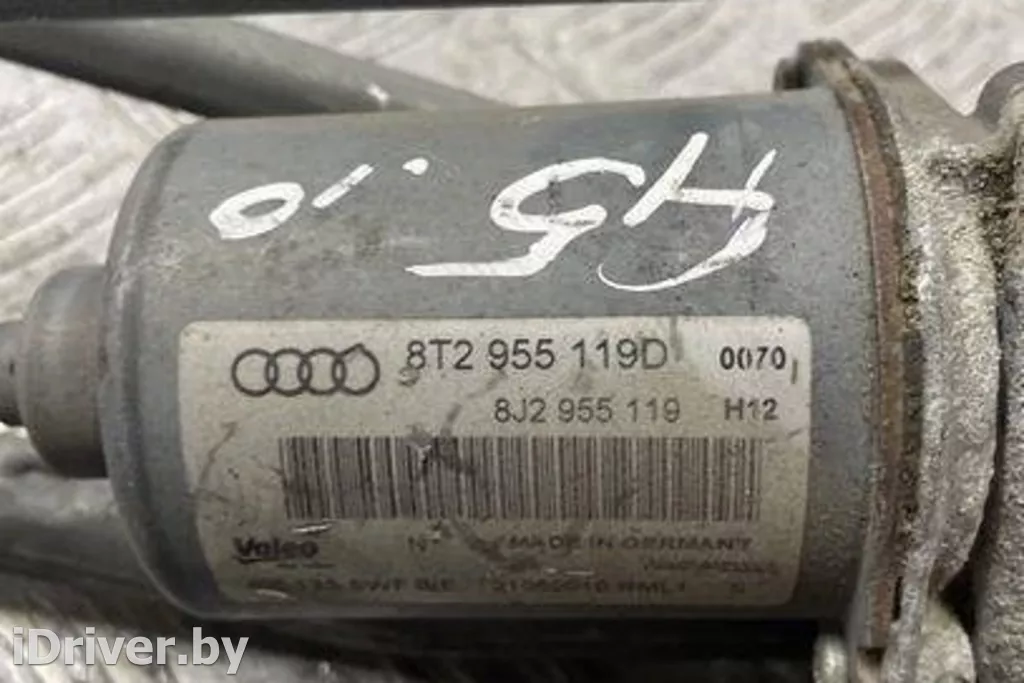 A5 10
8T2 955 119D 0070
8J2 955 119 H12
Valeo MADE IN GERMANY
iDriver.by